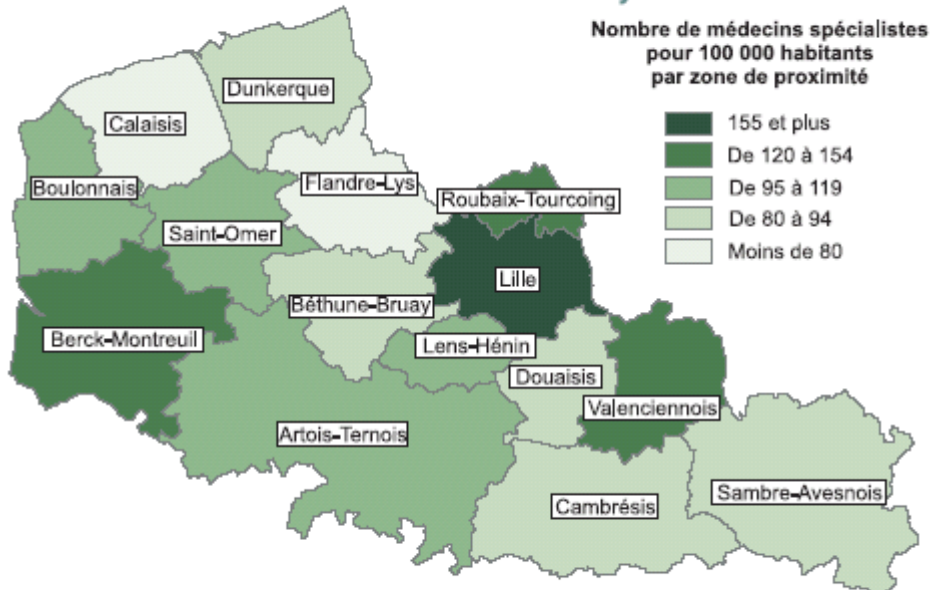 Nombre de médecins spécialistes
pour 100 000 habitants
par zone de proximité
155 et plus
De 120 à 154
De 95 à 119
De 80 à 94
Moins de 80
Dunkerque
Calaisis
Boulonnais
Flandre-Lys
Roubaix-Tourcoing
Saint-Omer
Lille
Béthune-Bruay
Berck-Montreuil
Lens-Hénin
Douaisis
Valenciennois
Artois-Ternois
Cambrésis
Sambre-Avesnois